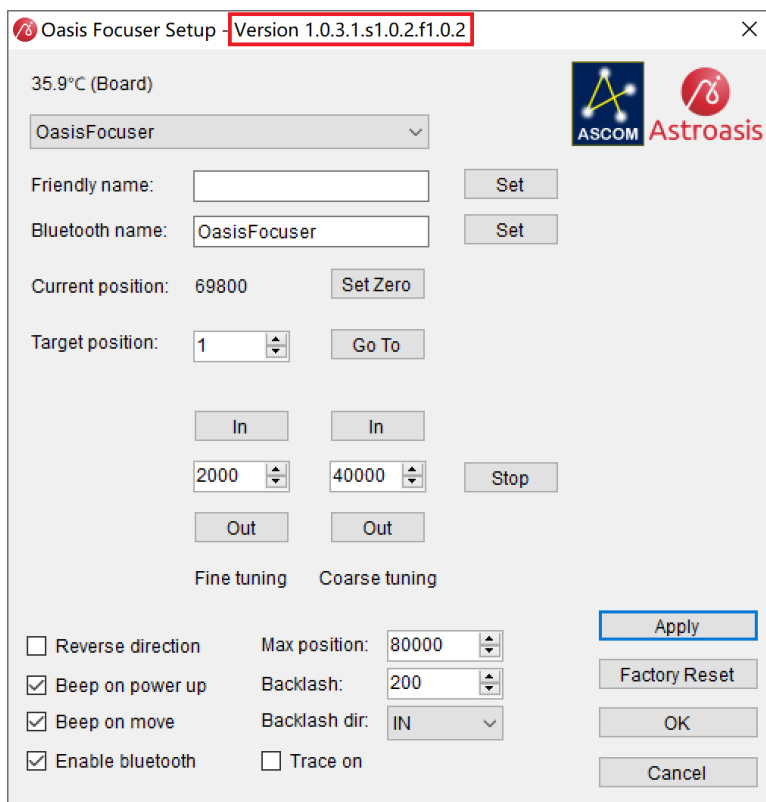 Oasis Focuser Setup - Version 1.0.3.1.s1.0.2.f1.0.2
35.9°C (Board)
ASCOM Astroasis
OasisFocuser
Friendly name: Set
Bluetooth name: OasisFocuser Set
Current position: 69800 Set Zero
Target position: 1 Go To
In In
2000 40000 Stop
Out Out
Fine tuning Coarse tuning
Apply
Reverse direction Max position: 80000
Factory Reset
Beep on power up Backlash: 200
Beep on move Backlash dir: IN OK
Enable bluetooth Trace on
Cancel